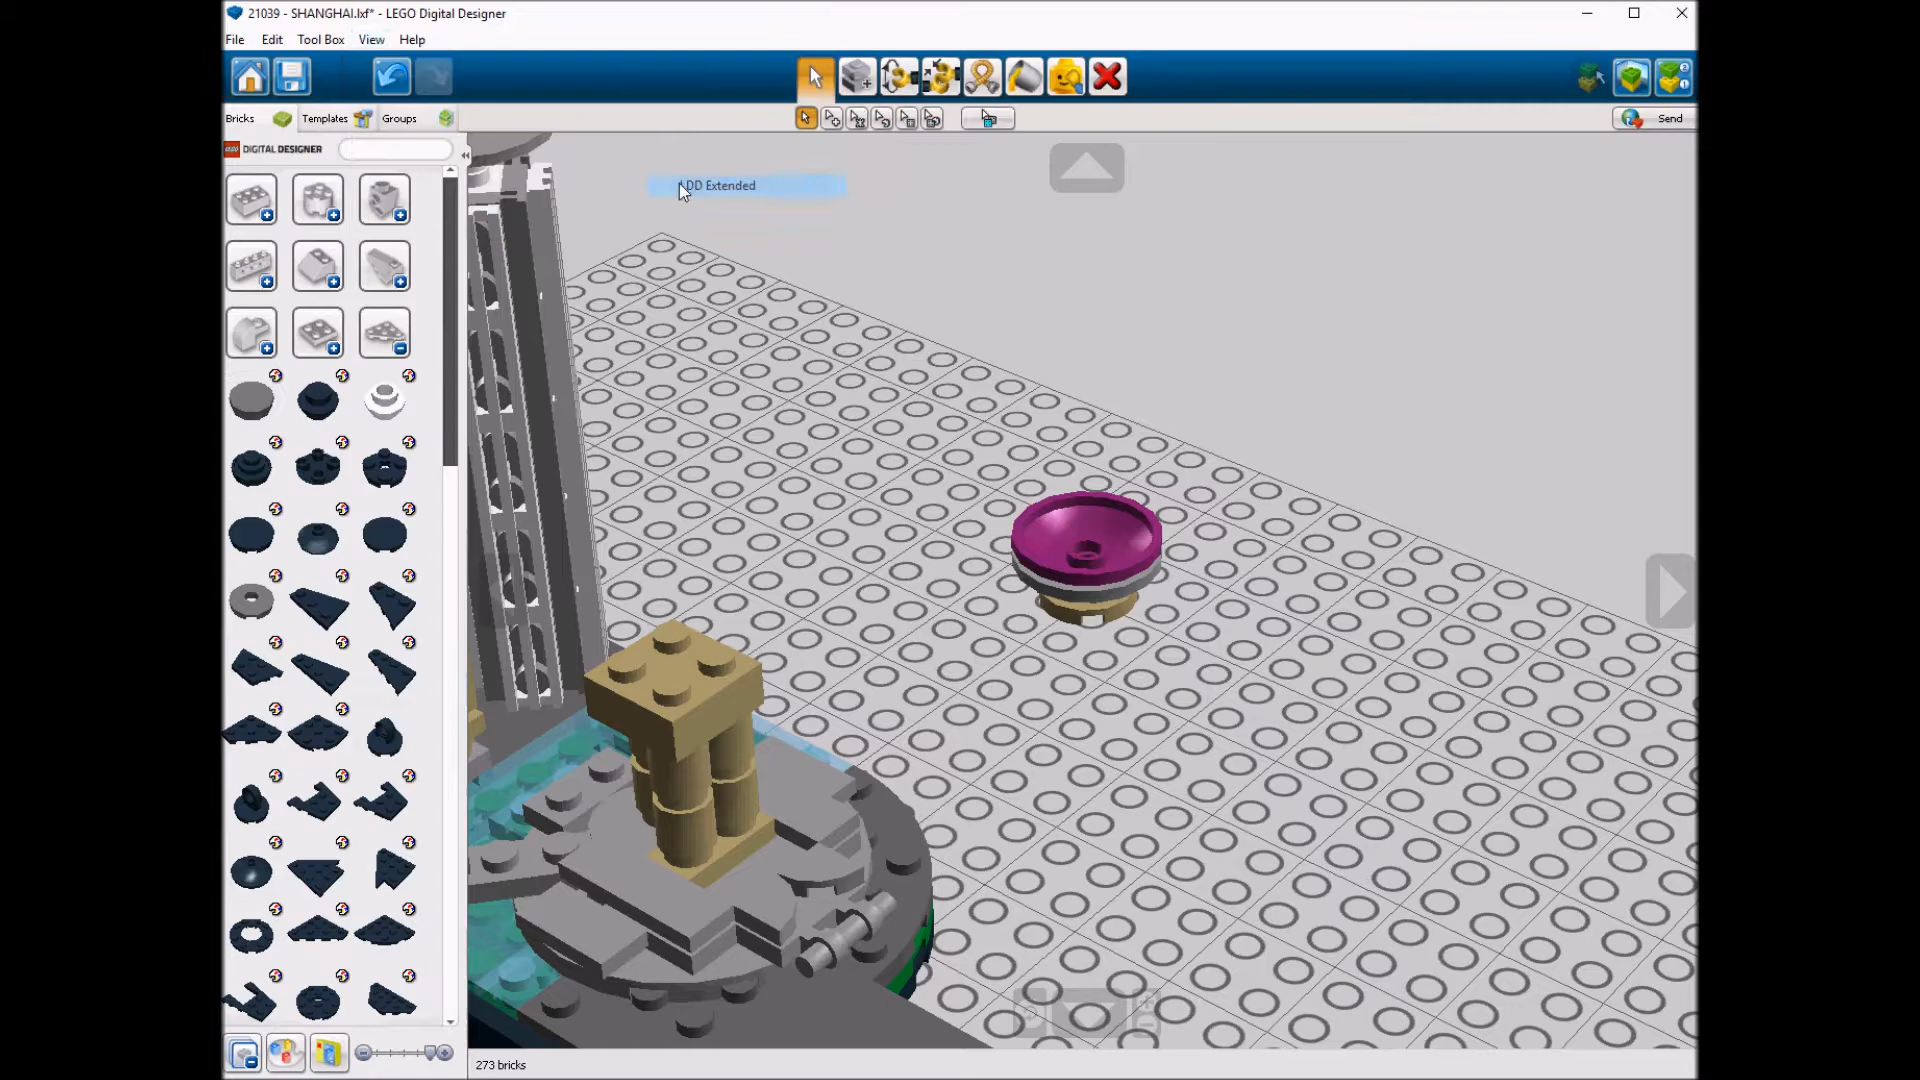 21039 - SHANGHAI.lxf* - LEGO Digital Designer
File Edit Tool Box View Help
Bricks Templates Groups
Send
LEGO DIGITAL DESIGNER
DD Extended
273 bricks